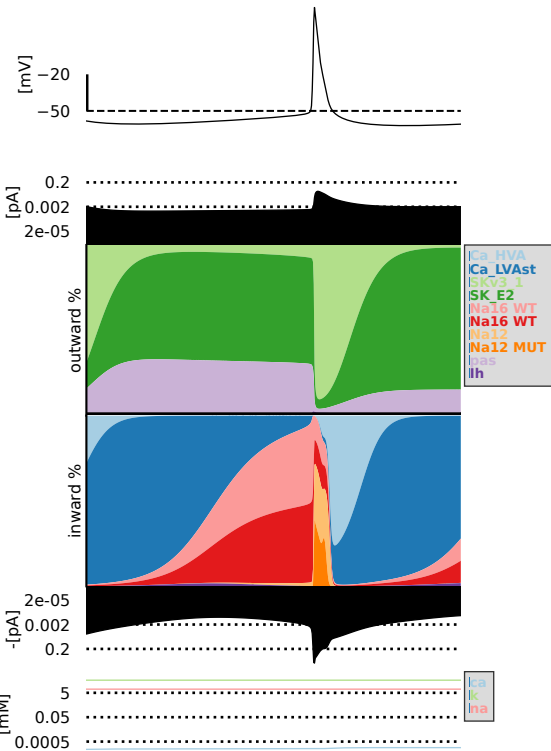 [mV]
−20
−50
[pA]
0.2
0.002
2e-05
outward %
Ca_HVA
Ca_LVAst
SKv3_1
SK_E2
Na16 WT
Na16 WT
Na12
Na12 MUT
pas
Ih
inward %
-[pA]
2e-05
0.002
0.2
[mM]
5
0.05
0.0005
ca
k
na